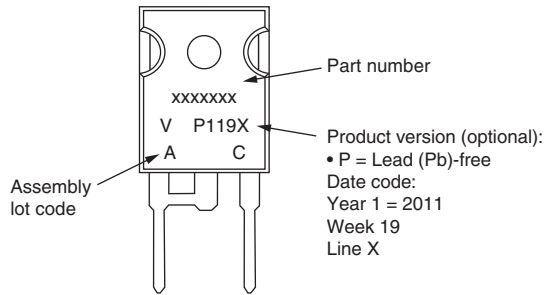 Part number
xxxxxxx
V P119X
A C
Assembly
lot code
Product version (optional):
• P = Lead (Pb)-free
Date code:
Year 1 = 2011
Week 19
Line X